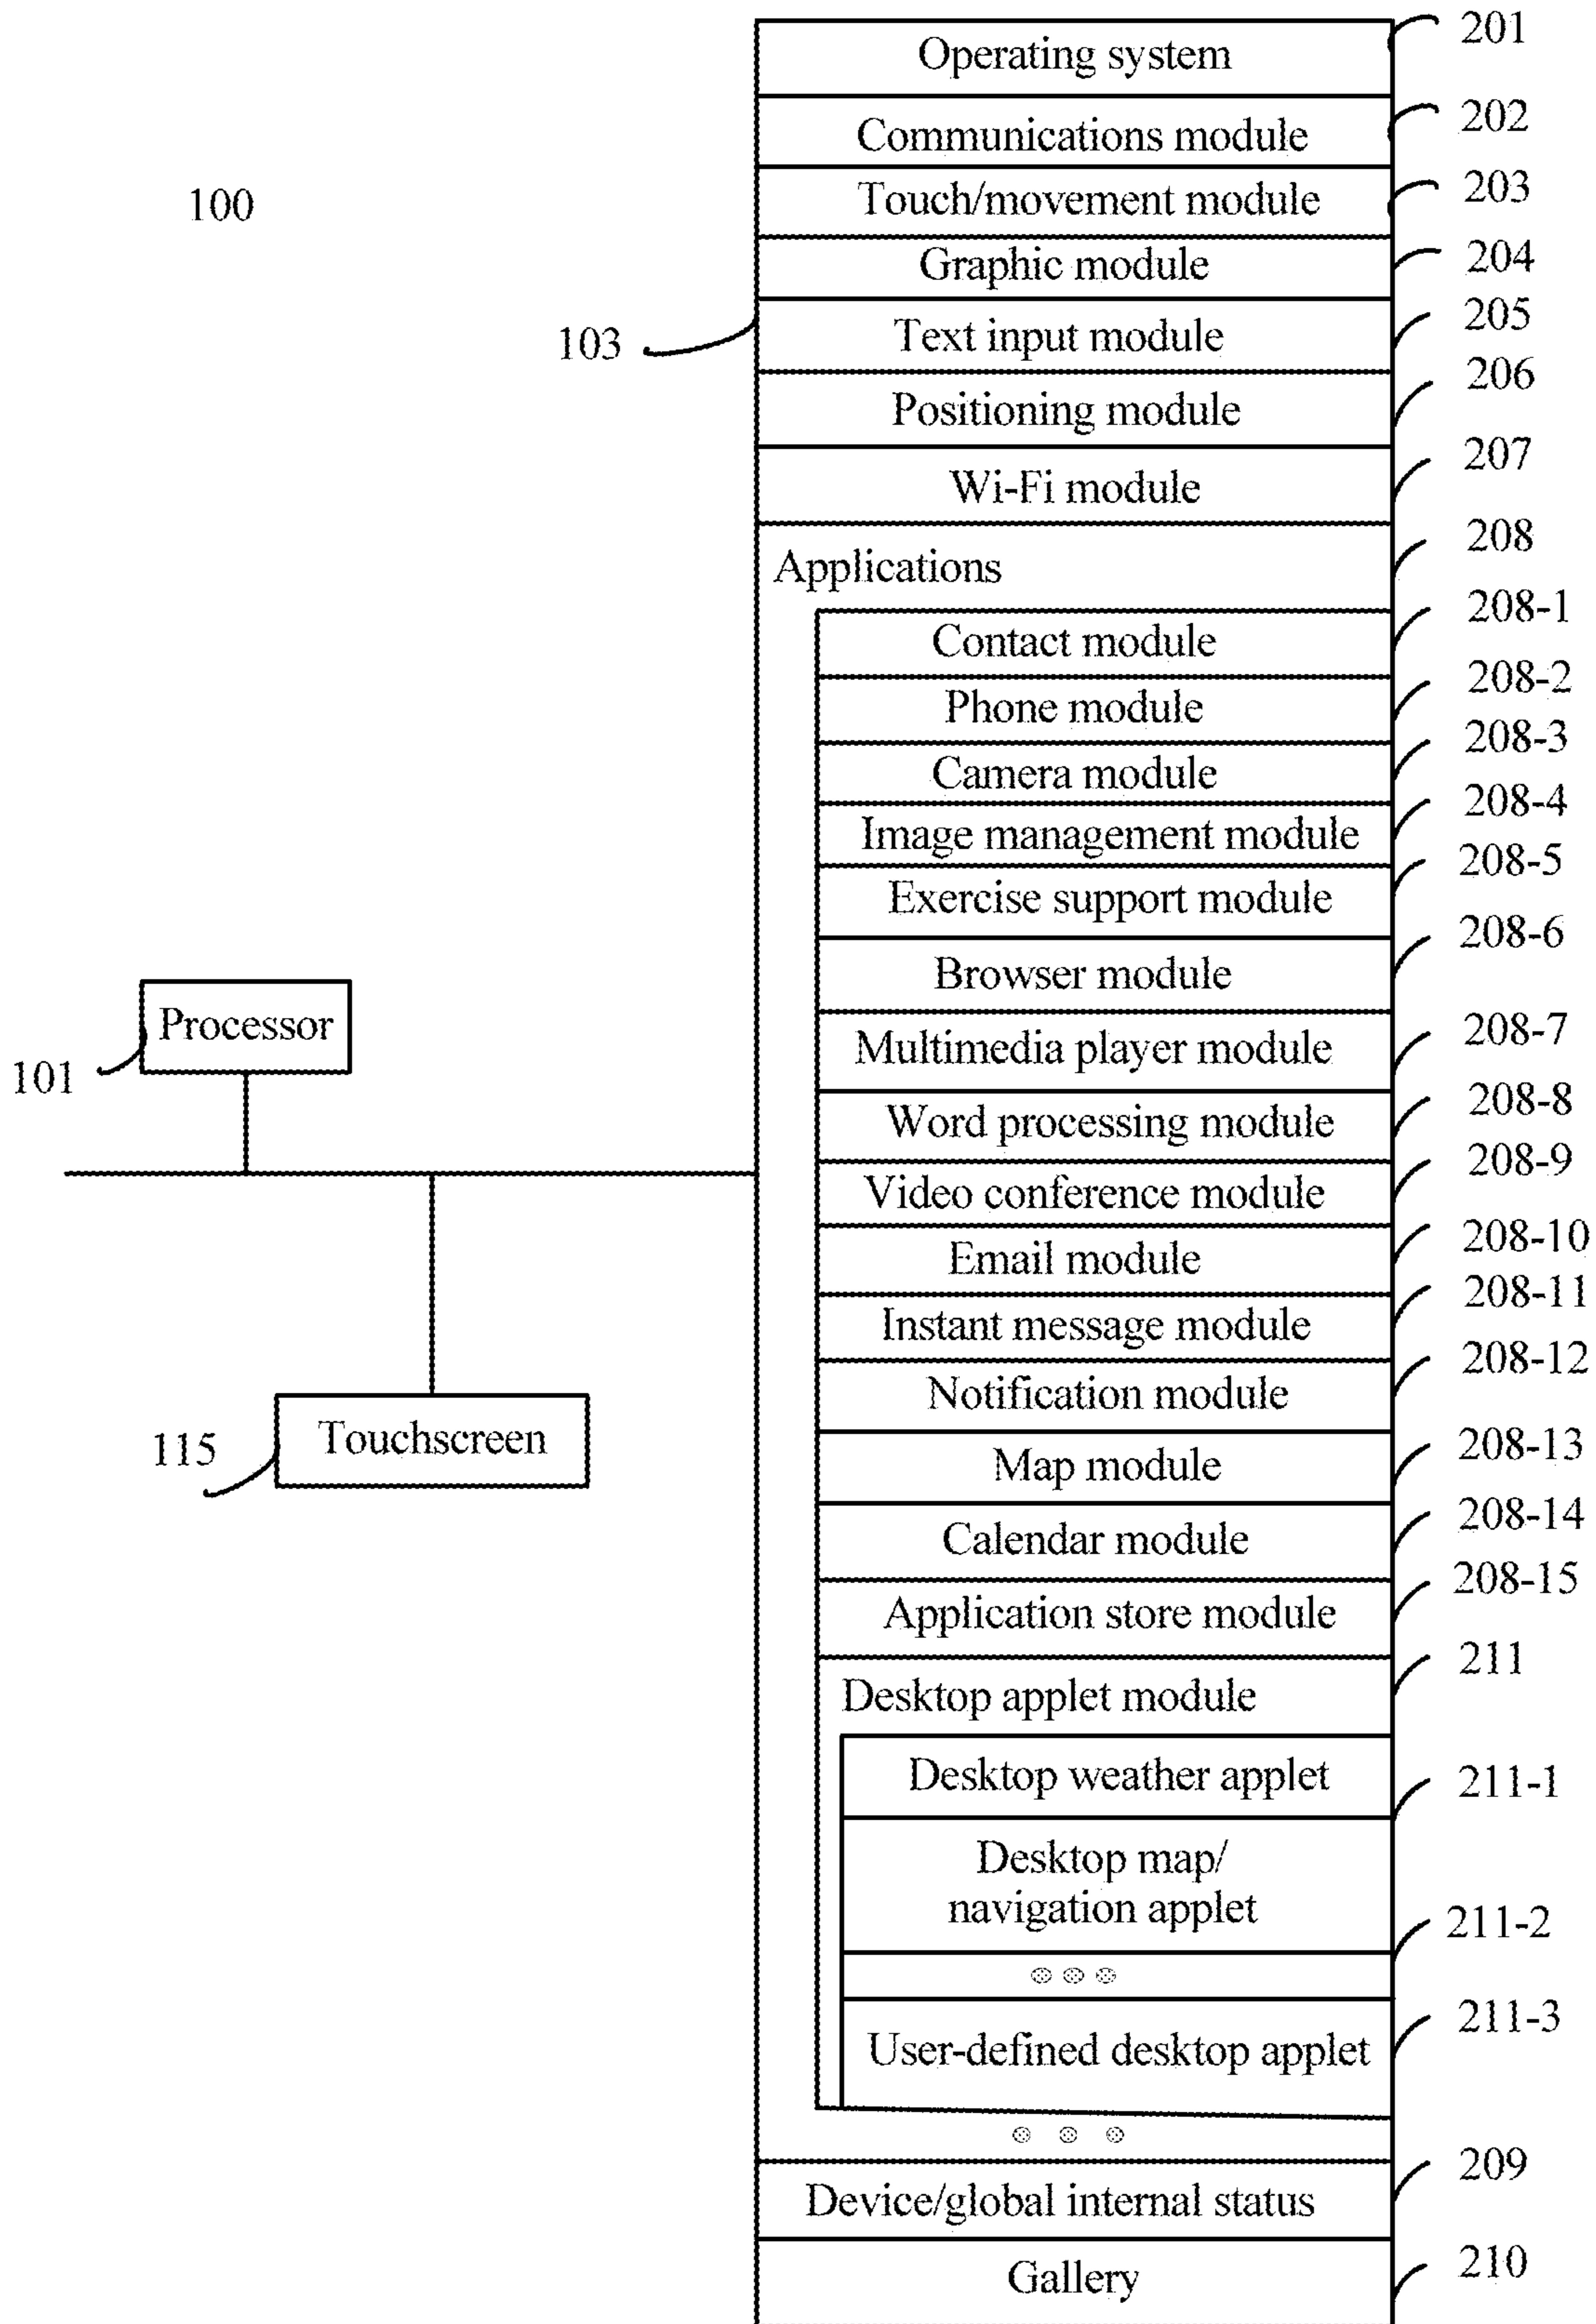 Operating system 201
Communications module 202
100 Touch/movement module 203
Graphic module 204
103 Text input module 205
Positioning module 206
Wi-Fi module 207
Applications 208
Contact module 208-1
Phone module 208-2
Camera module 208-3
Image management module 208-4
Exercise support module 208-5
Browser module 208-6
Processor
101
Multimedia player module 208-7
Word processing module 208-8
Video conference module 208-9
Email module 208-10
Instant message module 208-11
Notification module 208-12
Touchscreen
115
Map module 208-13
Calendar module 208-14
Application store module 208-15
Desktop applet module 211
Desktop weather applet 211-1
Desktop map/
navigation applet 211-2
User-defined desktop applet 211-3
Device/global internal status 209
Gallery 210